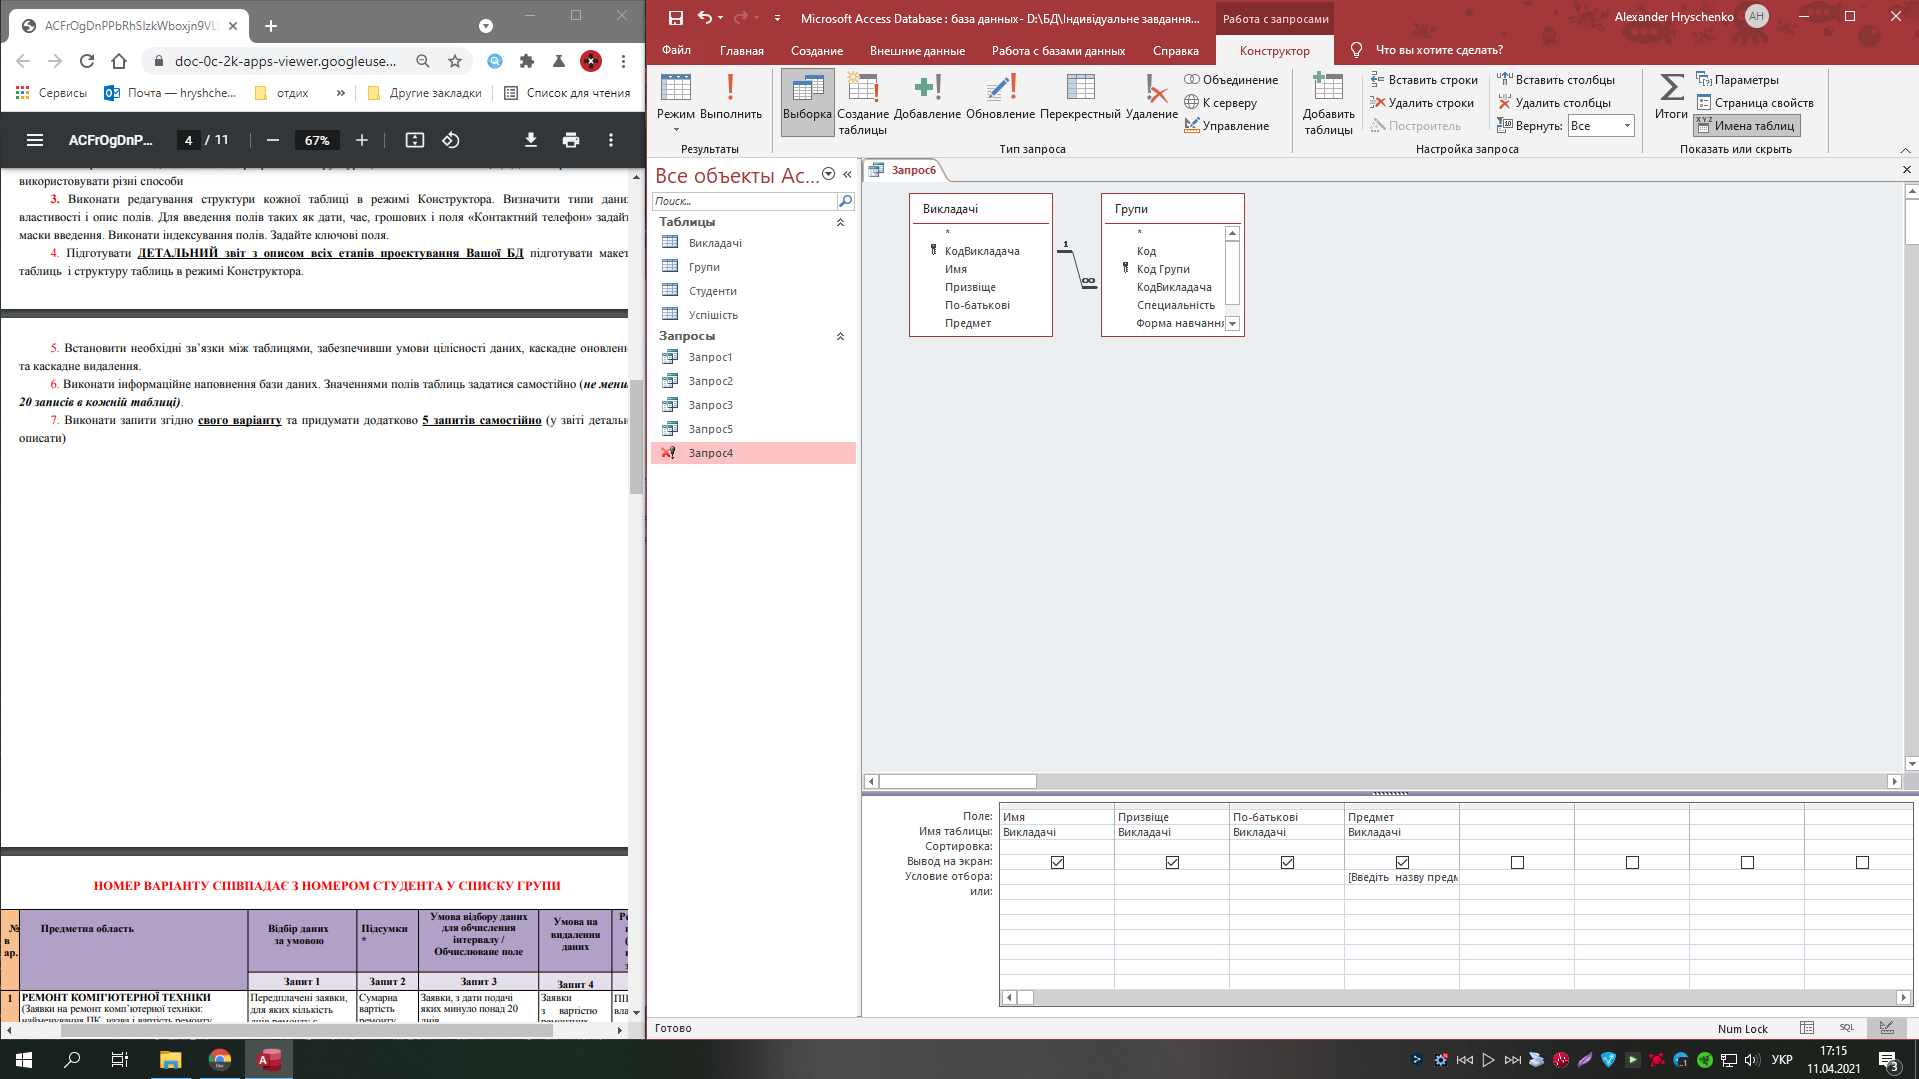 ACFrOgDnPPbRhSlzkWboxjn9VL
doc-0c-2k-apps-viewer.googleuse...
Сервисы
Почта — hryshche...
отдих
»
Другие закладки
Список для чтения
ACFrOgDnP...
4 / 11
67%
використовувати різні способи
3. Виконати редагування структури кожної таблиці в режимі Конструктора. Визначити типи дани
властивості і опис полів. Для введення полів таких як дати, час, грошових і поля «Контактний телефон» задайт
маски введення. Виконати індексування полів. Задайте ключові поля.
4. Підготувати ДЕТАЛЬНИЙ звіт з описом всіх етапів проектування Вашої БД підготувати макет
таблиць і структуру таблиць в режимі Конструктора.
5. Встановити необхідні зв’язки між таблицями, забезпечивши умови цілісності даних, каскадне оновленн
та каскадне видалення.
6. Виконати інформаційне наповнення бази даних. Значеннями полів таблиць задатися самостійно (не менш
20 записів в кожній таблиці).
7. Виконати запити згідно свого варіанту та придумати додатково 5 запитів самостійно (у звіті детальн
описати)
НОМЕР ВАРІАНТУ СПІВПАДАЄ З НОМЕРОМ СТУДЕНТА У СПИСКУ ГРУПИ
№
в
ар.
Предметна область
Відбір даних
за умовою
Підсумки
*
Умова відбору даних
для обчислення
інтервалу /
Обчислюване поле
Умова на
видалення
даних
Запит 1
Запит 2
Запит 3
Запит 4
1
РЕМОНТ КОМП’ЮТЕРНОЇ ТЕХНІКИ
(Заявки на ремонт комп’ютерної техніки:
найменування ПК, назва і вартість ремонту
Передплачені заявки,
для яких кількість
днів ремонту є
Сумарна
вартість
ремонту
Заявки, з дати подачі
яких минуло понад 20
днів
Заявки
з вартістю
ремонтних
Microsoft Access Database : база данных- D:\БД\Індивідуальне завдання...
Работа с запросами
Alexander Hryschenko
AH
Файл
Главная
Создание
Внешние данные
Работа с базами данных
Справка
Конструктор
Что вы хотите сделать?
Режим
Выполнить
Результаты
Выборка
Создание
таблицы
Добавление
Обновление
Перекрестный
Удаление
Объединение
К серверу
Управление
Тип запроса
Добавить
таблицы
Вставить строки
Удалить строки
Построитель
Вставить столбцы
Удалить столбцы
Вернуть:
Все
Настройка запроса
Итоги
Параметры
Страница свойств
Имена таблиц
Показать или скрыть
Все объекты Ac...
Поиск...
Таблицы
Викладачі
Групи
Студенти
Успішність
Запросы
Запрос1
Запрос2
Запрос3
Запрос5
Запрос4
Запрос6
Викладачі
*
КодВикладача
Имя
Призвіще
По-батькові
Предмет
1
∞
Групи
*
Код
Код Групи
КодВикладача
Специальність
Форма навчання
Поле:
Имя
Призвіще
По-батькові
Предмет
Имя таблицы:
Викладачі
Викладачі
Викладачі
Викладачі
Сортировка:
Вывод на экран:
Условие отбора:
[Введіть назву предм
или:
Готово
Num Lock
SQL
УКР
17:15
11.04.2021
3